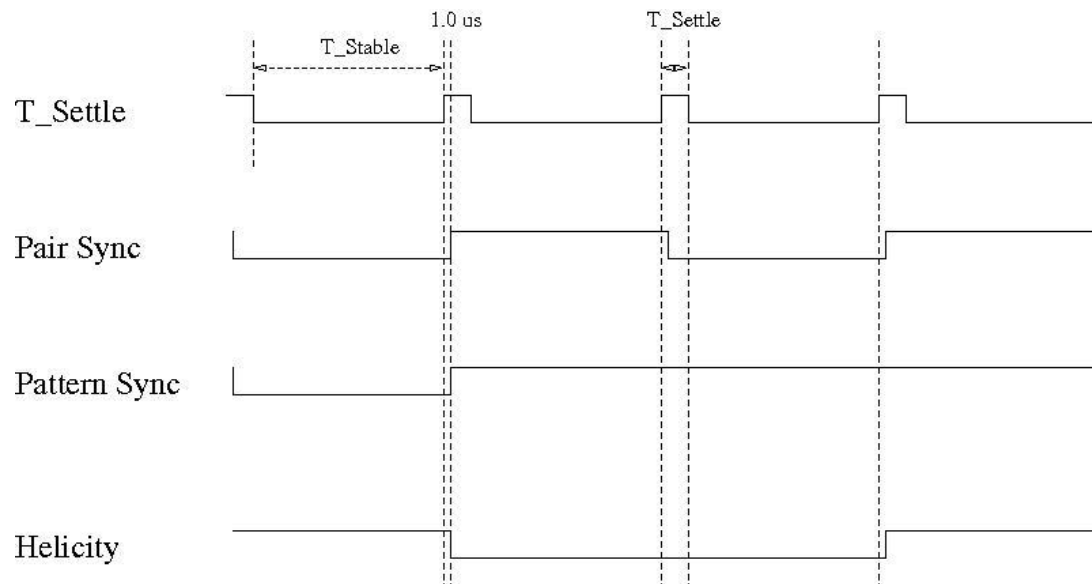 1.0 us
T_Settle
T_Stable
T_Settle
Pair Sync
Pattern Sync
Helicity